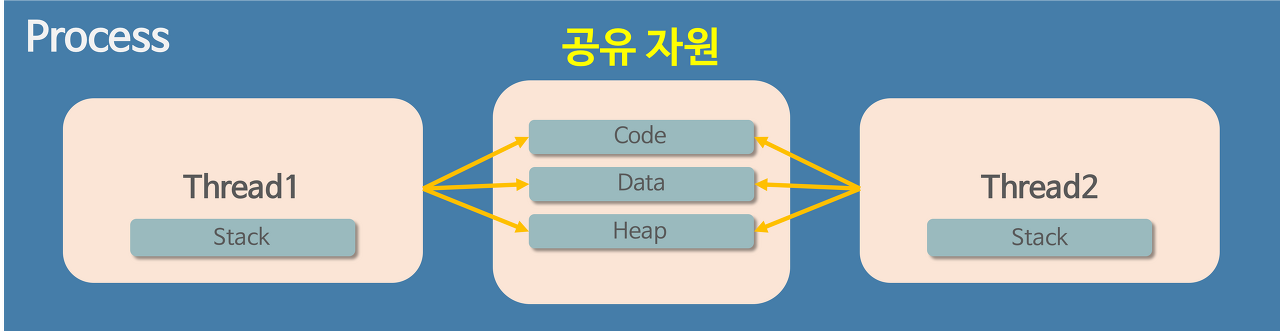 Process
공유 자원
Thread1
Stack
Code
Data
Heap
Thread2
Stack